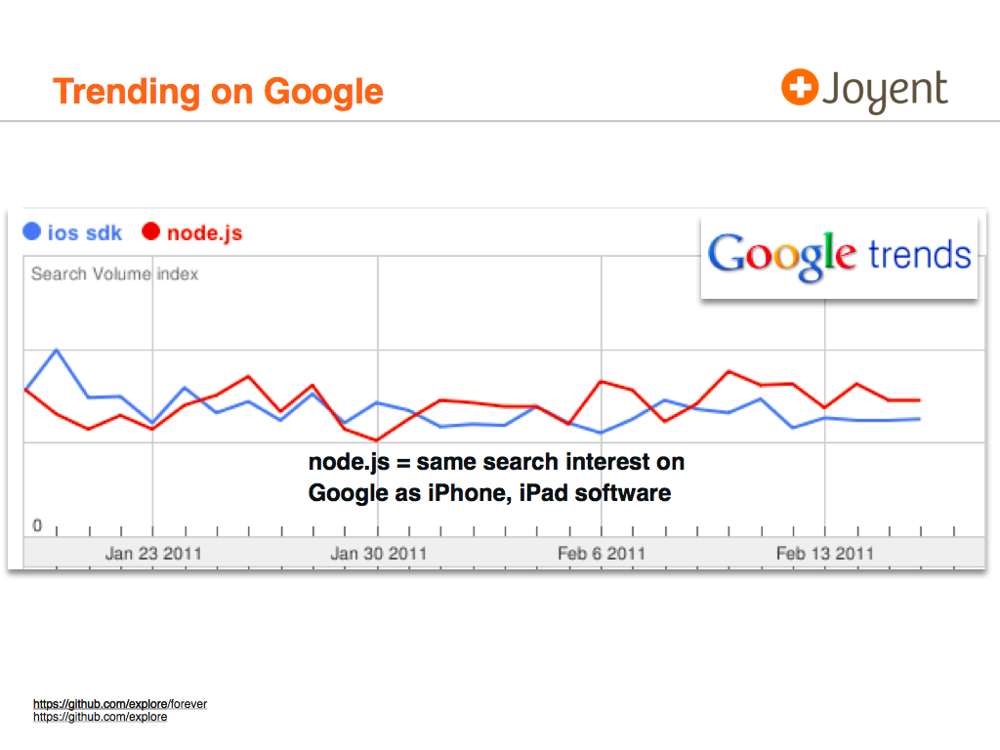 Trending on Google
Joyent
ios sdk node.js
Google trends
Search Volume index
node.js = same search interest on
Google as iPhone, iPad software
0
Jan 23 2011 Jan 30 2011 Feb 6 2011 Feb 13 2011
https://github.com/explore/forever
https://github.com/explore